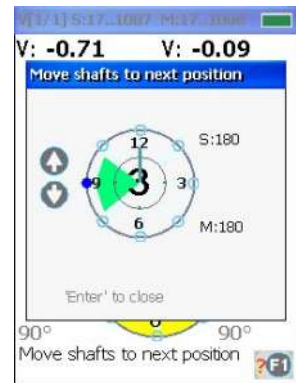 V: -0.71 V: -0.09
Move shafts to next position
12
S:180
9 3 3
6
M:180
'Enter' to close
90° 90°
Move shafts to next position
?F1